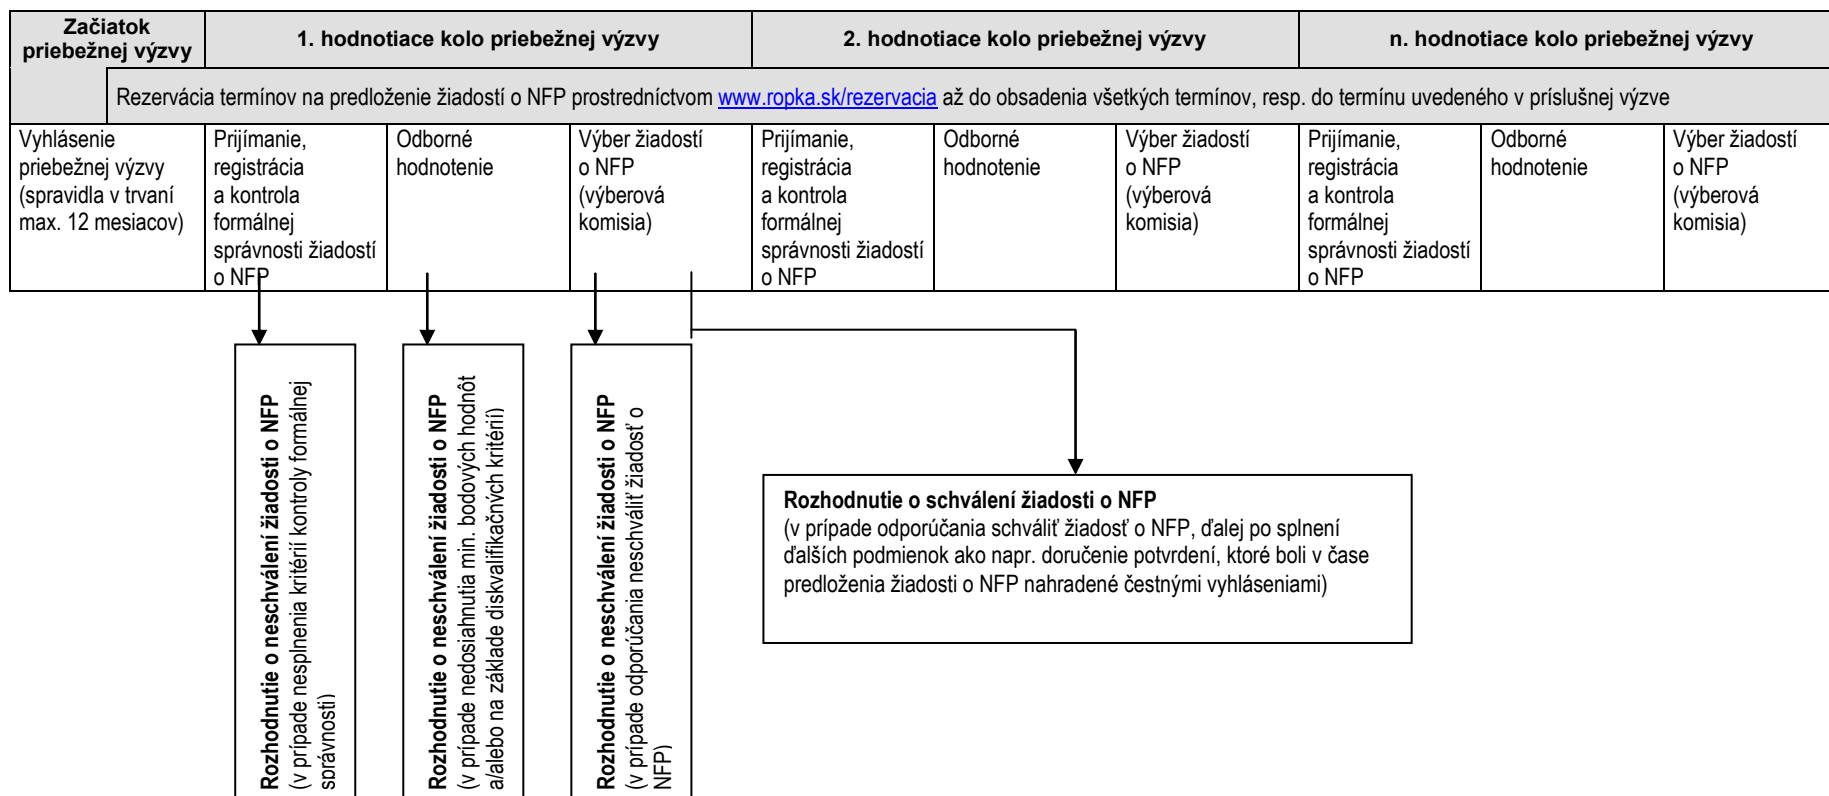 Začiatok
priebežnej výzvy
1. hodnotiace kolo priebežnej výzvy
2. hodnotiace kolo priebežnej výzvy
n. hodnotiace kolo priebežnej výzvy
Rezervácia termínov na predloženie žiadostí o NFP prostredníctvom www.ropka.sk/rezervacia až do obsadenia všetkých termínov, resp. do termínu uvedeného v príslušnej výzve
Vyhlásenie
priebežnej výzvy
(spravidla v trvaní
max. 12 mesiacov)
Prijímanie,
registrácia
a kontrola
formálnej
správnosti žiadostí
o NFP
Odborné
hodnotenie
Výber žiadostí
o NFP
(výberová
komisia)
Prijímanie,
registrácia
a kontrola
formálnej
správnosti žiadostí
o NFP
Odborné
hodnotenie
Výber žiadostí
o NFP
(výberová
komisia)
Prijímanie,
registrácia
a kontrola
formálnej
správnosti žiadostí
o NFP
Odborné
hodnotenie
Výber žiadostí
o NFP
(výberová
komisia)
Rozhodnutie o neschválení žiadosti o NFP
(v prípade nesplnenia kritérií kontroly formálnej
správnosti)
Rozhodnutie o neschválení žiadosti o NFP
(v prípade nedosiahnutia min. bodových hodnôt
a/alebo na základe diskvalifikačných kritérií)
Rozhodnutie o neschválení žiadosti o NFP
(v prípade odporúčania neschváliť žiadosť o
NFP)
Rozhodnutie o schválení žiadosti o NFP
(v prípade odporúčania schváliť žiadosť o NFP, ďalej po splnení
ďalších podmienok ako napr. doručenie potvrdení, ktoré boli v čase
predloženia žiadosti o NFP nahradené čestnými vyhláseniami)